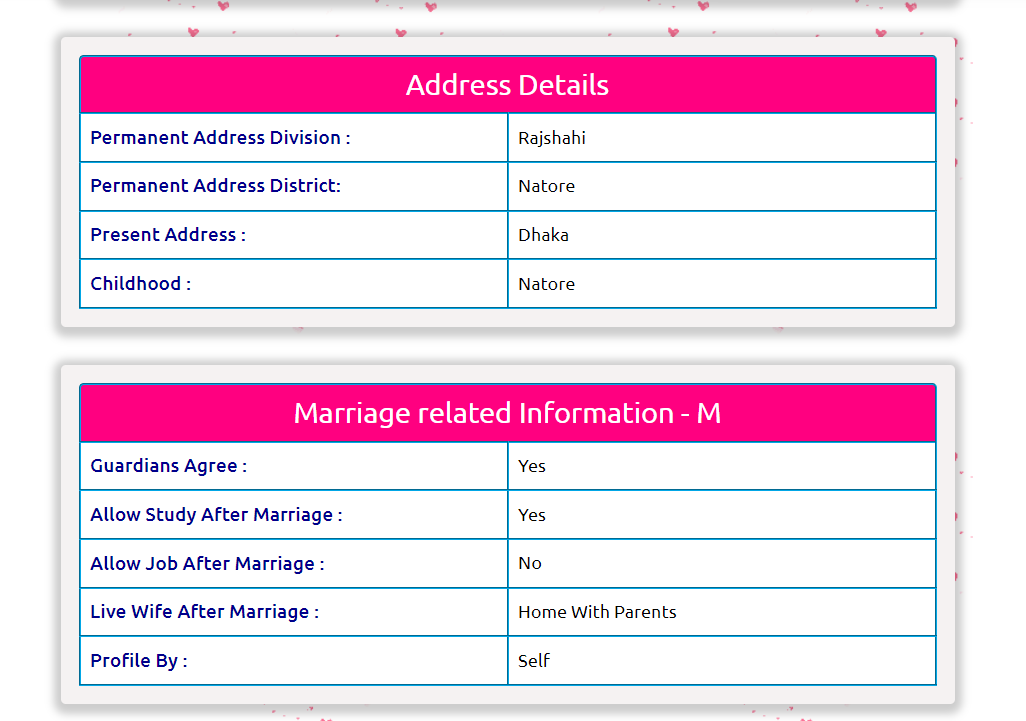 Address Details
Permanent Address Division : Rajshahi
Permanent Address District: Natore
Present Address : Dhaka
Childhood : Natore
Marriage related Information - M
Guardians Agree : Yes
Allow Study After Marriage : Yes
Allow Job After Marriage : No
Live Wife After Marriage : Home With Parents
Profile By : Self